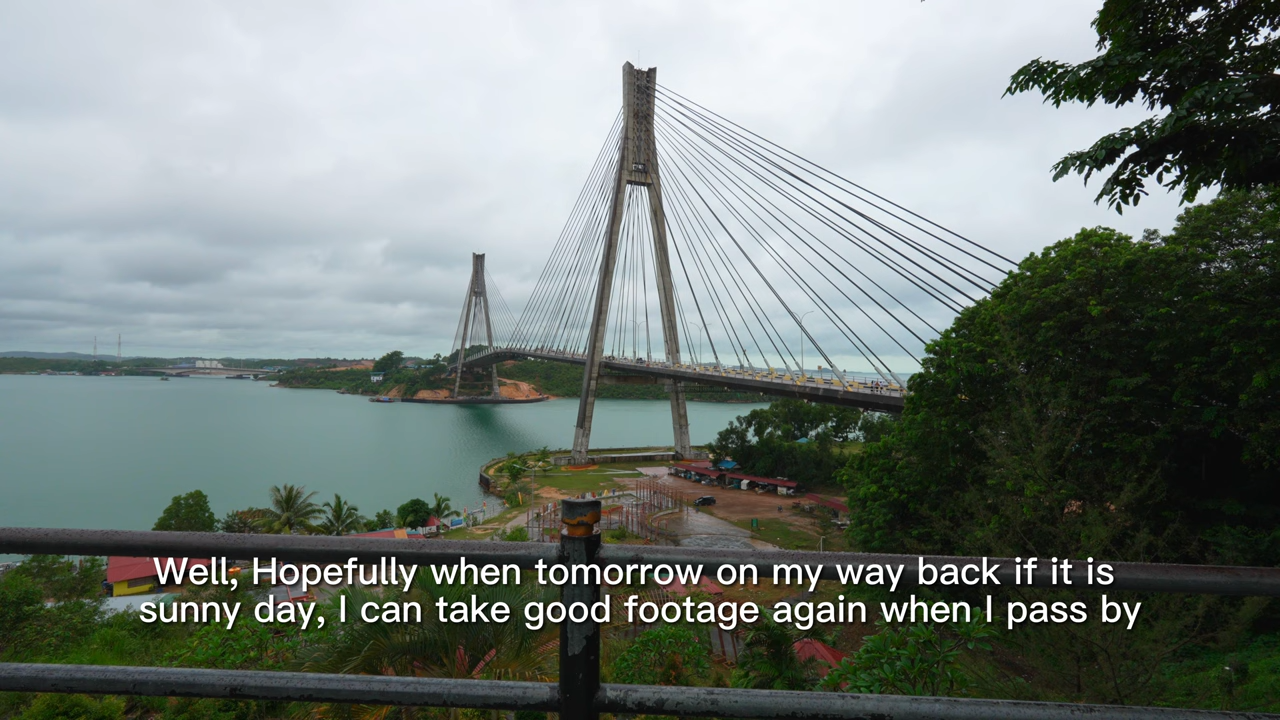 Well, Hopefully when tomorrow on my way back if it is
sunny day, I can take good footage again when I pass by